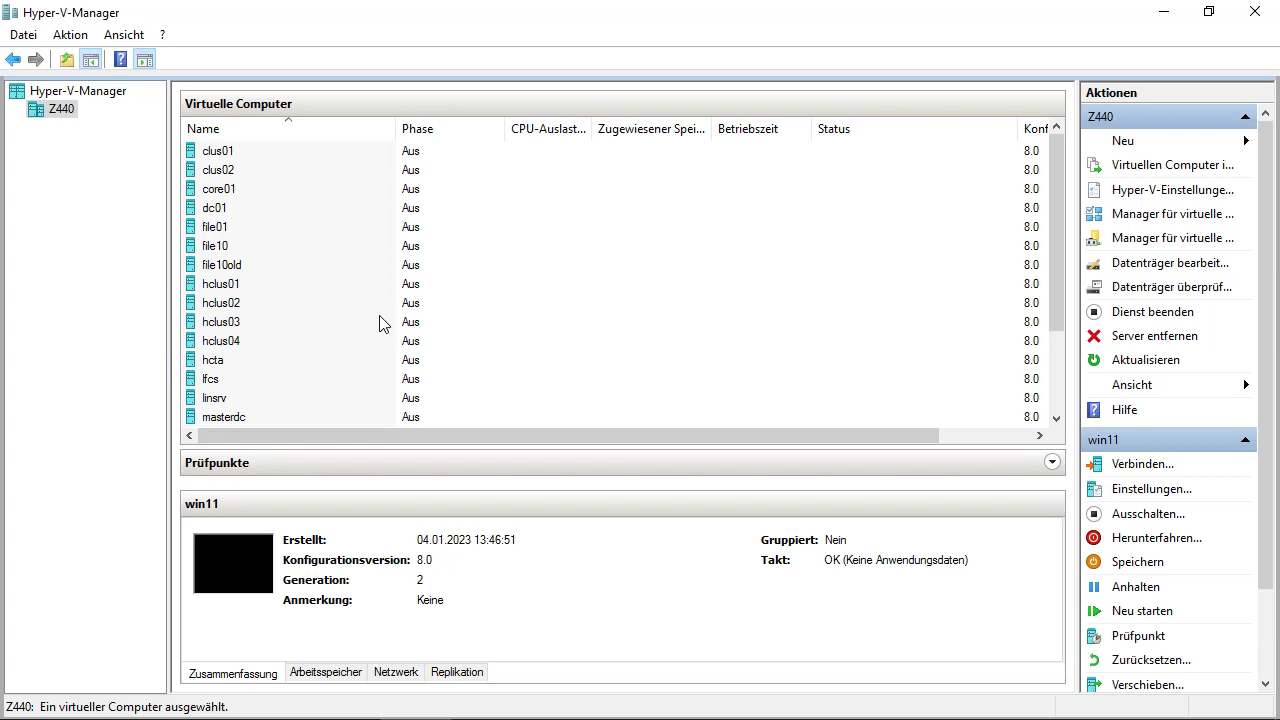 Hyper-V-Manager
Datei Aktion Ansicht ?
Hyper-V-Manager
Z440
Virtuelle Computer
Name Phase CPU-Auslast... Zugewiesener Spei... Betriebszeit Status Konf
clus01 Aus 8.0
clus02 Aus 8.0
core01 Aus 8.0
dc01 Aus 8.0
file01 Aus 8.0
file10 Aus 8.0
file10old Aus 8.0
hclus01 Aus 8.0
hclus02 Aus 8.0
hclus03 Aus 8.0
hclus04 Aus 8.0
hcta Aus 8.0
lfcs Aus 8.0
linsrv Aus 8.0
masterdc Aus 8.0
Prüfpunkte
win11
Erstellt: 04.01.2023 13:46:51 Gruppiert: Nein
Konfigurationsversion: 8.0 Takt: OK (Keine Anwendungsdaten)
Generation: 2
Anmerkung: Keine
Zusammenfassung Arbeitsspeicher Netzwerk Replikation
Aktionen
Z440
Neu
Virtuellen Computer i...
Hyper-V-Einstellunge...
Manager für virtuelle ...
Manager für virtuelle ...
Datenträger bearbeit...
Datenträger überprüf...
Dienst beenden
Server entfernen
Aktualisieren
Ansicht
Hilfe
win11
Verbinden...
Einstellungen...
Ausschalten...
Herunterfahren...
Speichern
Anhalten
Neu starten
Prüfpunkt
Zurücksetzen...
Verschieben...
Z440: Ein virtueller Computer ausgewählt.